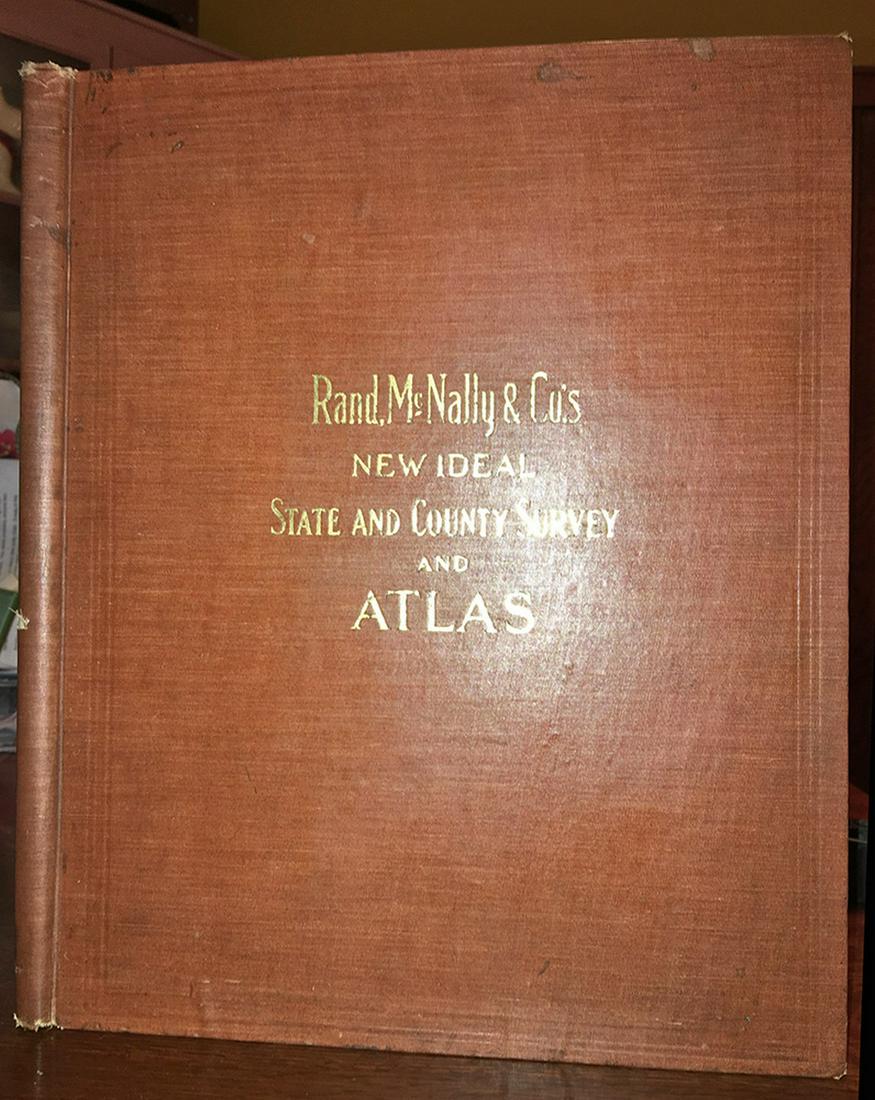 Rand, McNally & Co's
NEW IDEAL
STATE AND COUNTY SURVEY
AND
ATLAS